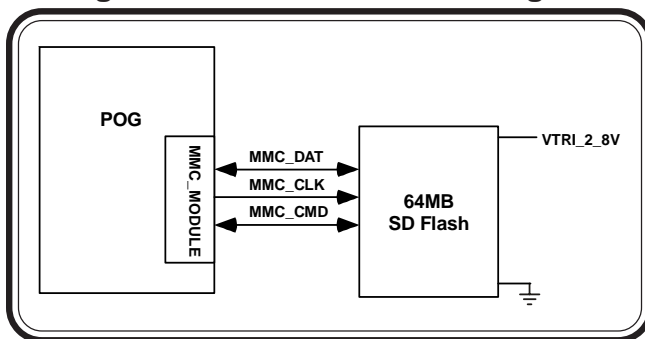 POG
MMC_MODULE
MMC_DAT
MMC_CLK
MMC_CMD
64MB
SD Flash
VTRI_2_8V